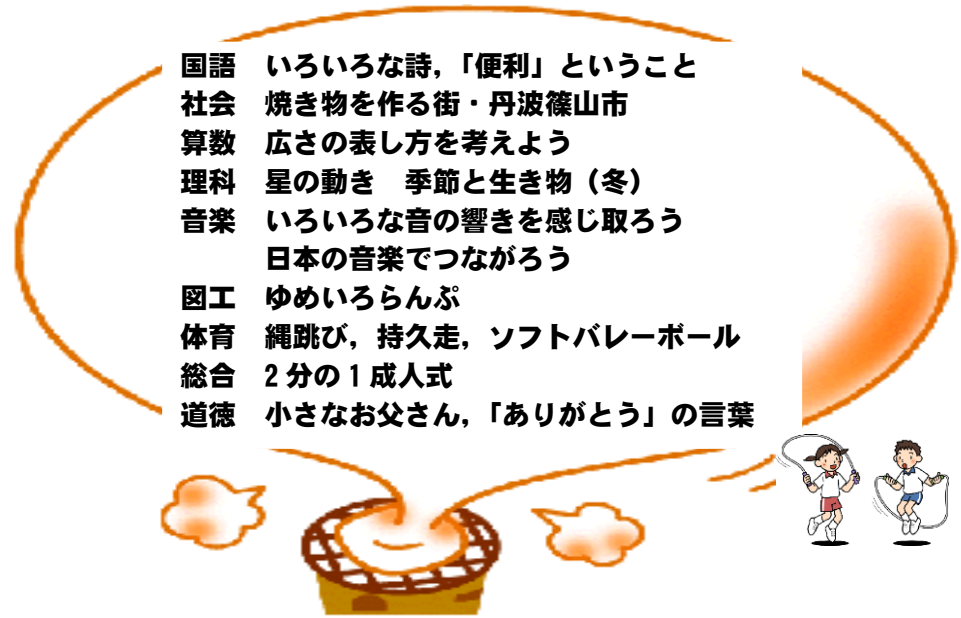 国語　いろいろな詩，「便利」ということ
社会　焼き物を作る街・丹波篠山市
算数　広さの表し方を考えよう
理科　星の動き　季節と生き物（冬）
音楽　いろいろな音の響きを感じ取ろう
日本の音楽でつながろう
図工　ゆめいろらんぷ
体育　縄跳び，持久走，ソフトバレーボール
総合　２分の１成人式
道徳　小さなお父さん，「ありがとう」の言葉